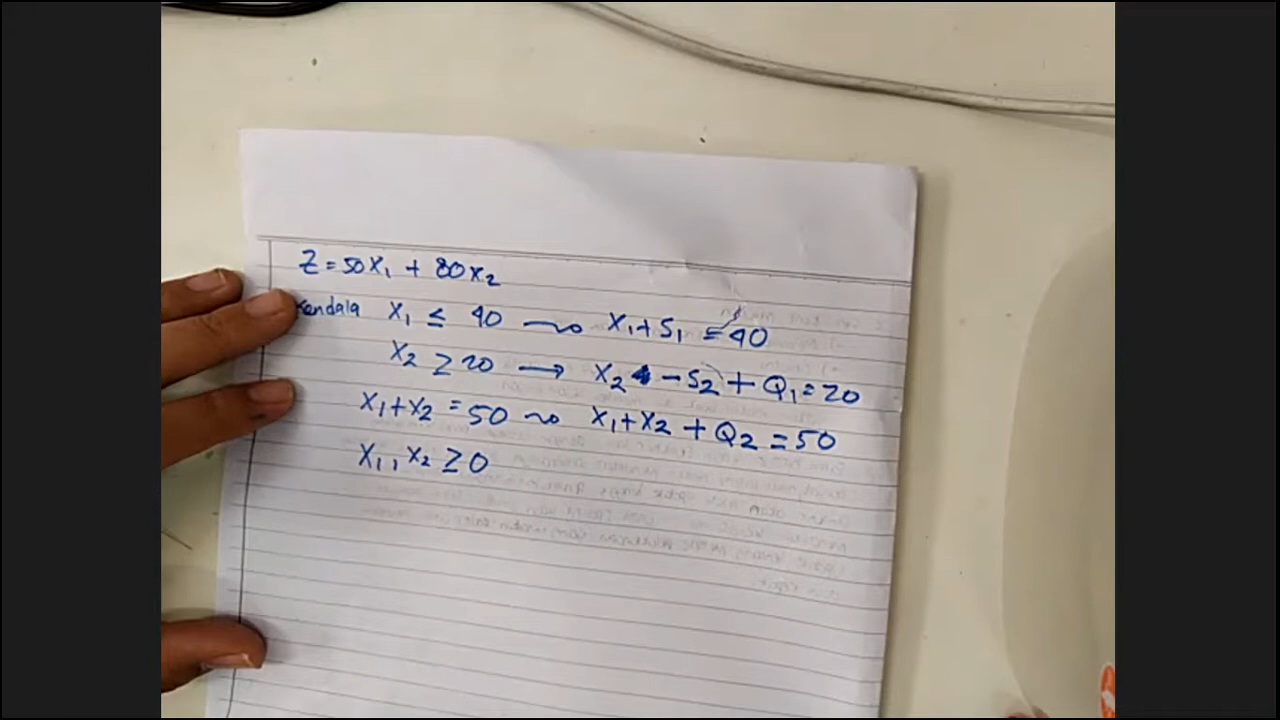 Z = 50X₁ + 80X₂
Kendala X₁ ≤ 40 → X₁ + S₁ = 40
X₂ ≥ 20 → X₂ - S₂ + Q₁ = 20
X₁ + X₂ = 50 → X₁ + X₂ + Q₂ = 50
X₁, X₂ ≥ 0